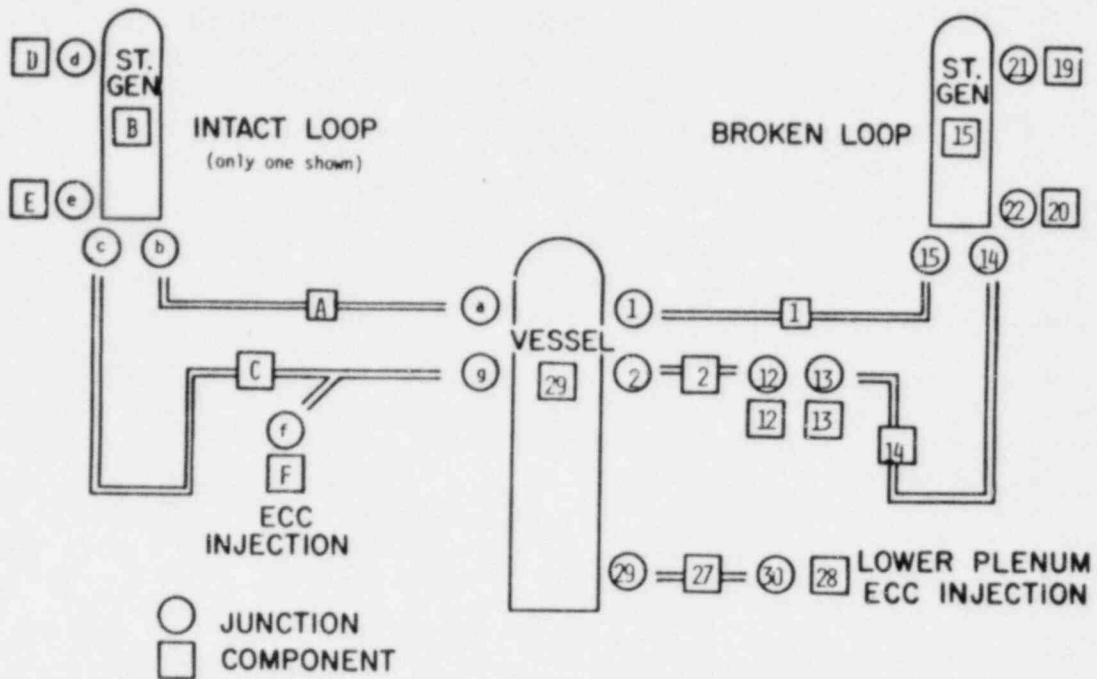 D d ST. GEN B
INTACT LOOP
(only one shown)
E e
c b
A a
C g
f
F
ECC
INJECTION
VESSEL
29
BROKEN LOOP
ST. GEN 15
21 19
22 20
15 14
1 1
2 2 12 13
12 13
14
29 27 30 28 LOWER PLENUM
ECC INJECTION
JUNCTION
COMPONENT